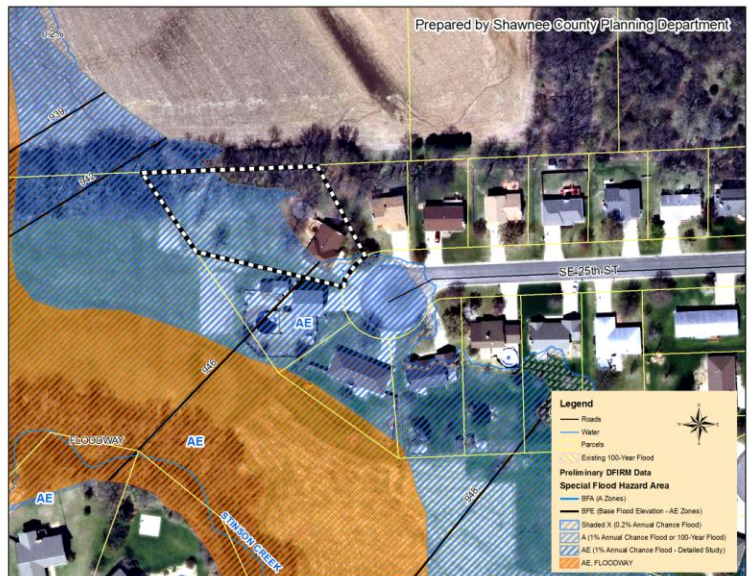 Prepared by Shawnee County Planning Department
0.2%
939
942
SE 25th ST
AE
946
FLOODWAY
AE
AE
STINSON CREEK
948
Legend
Roads
Water
Parcels
Existing 100-Year Flood
Preliminary DFIRM Data
Special Flood Hazard Area
BFA (A Zones)
BFE (Base Flood Elevation - AE Zones)
Shaded X (0.2% Annual Chance Flood)
A (1% Annual Chance Flood or 100-Year Flood)
AE (1% Annual Chance Flood - Detailed Study)
AE, FLOODWAY